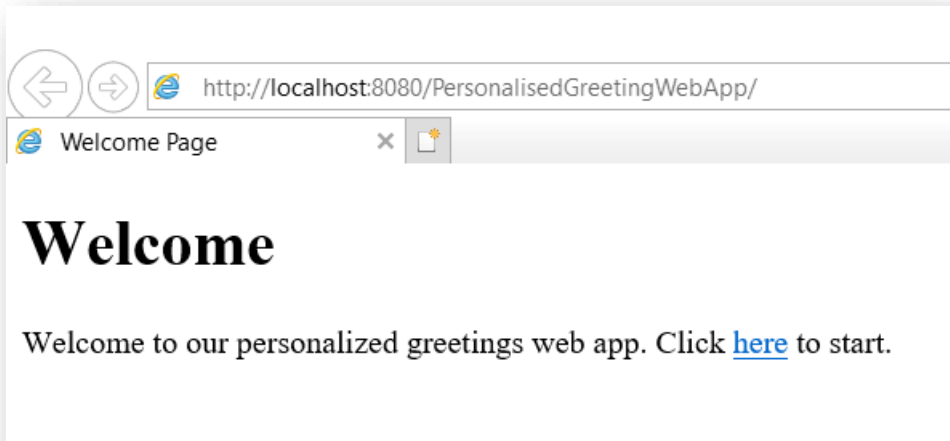 http://localhost:8080/PersonalisedGreetingWebApp/
Welcome Page
Welcome
Welcome to our personalized greetings web app. Click here to start.